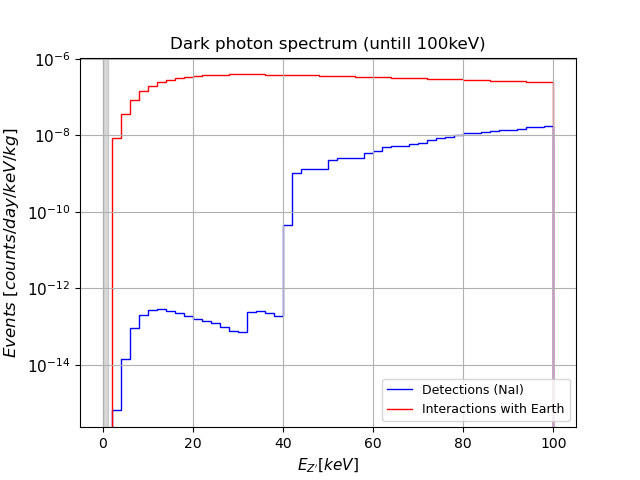 Dark photon spectrum (untill 100keV)
Events [counts/day/keV/kg]
10⁻⁶
10⁻⁸
10⁻¹⁰
10⁻¹²
10⁻¹⁴
Detections (NaI)
Interactions with Earth
0 20 40 60 80 100
E_{Z'}[keV]